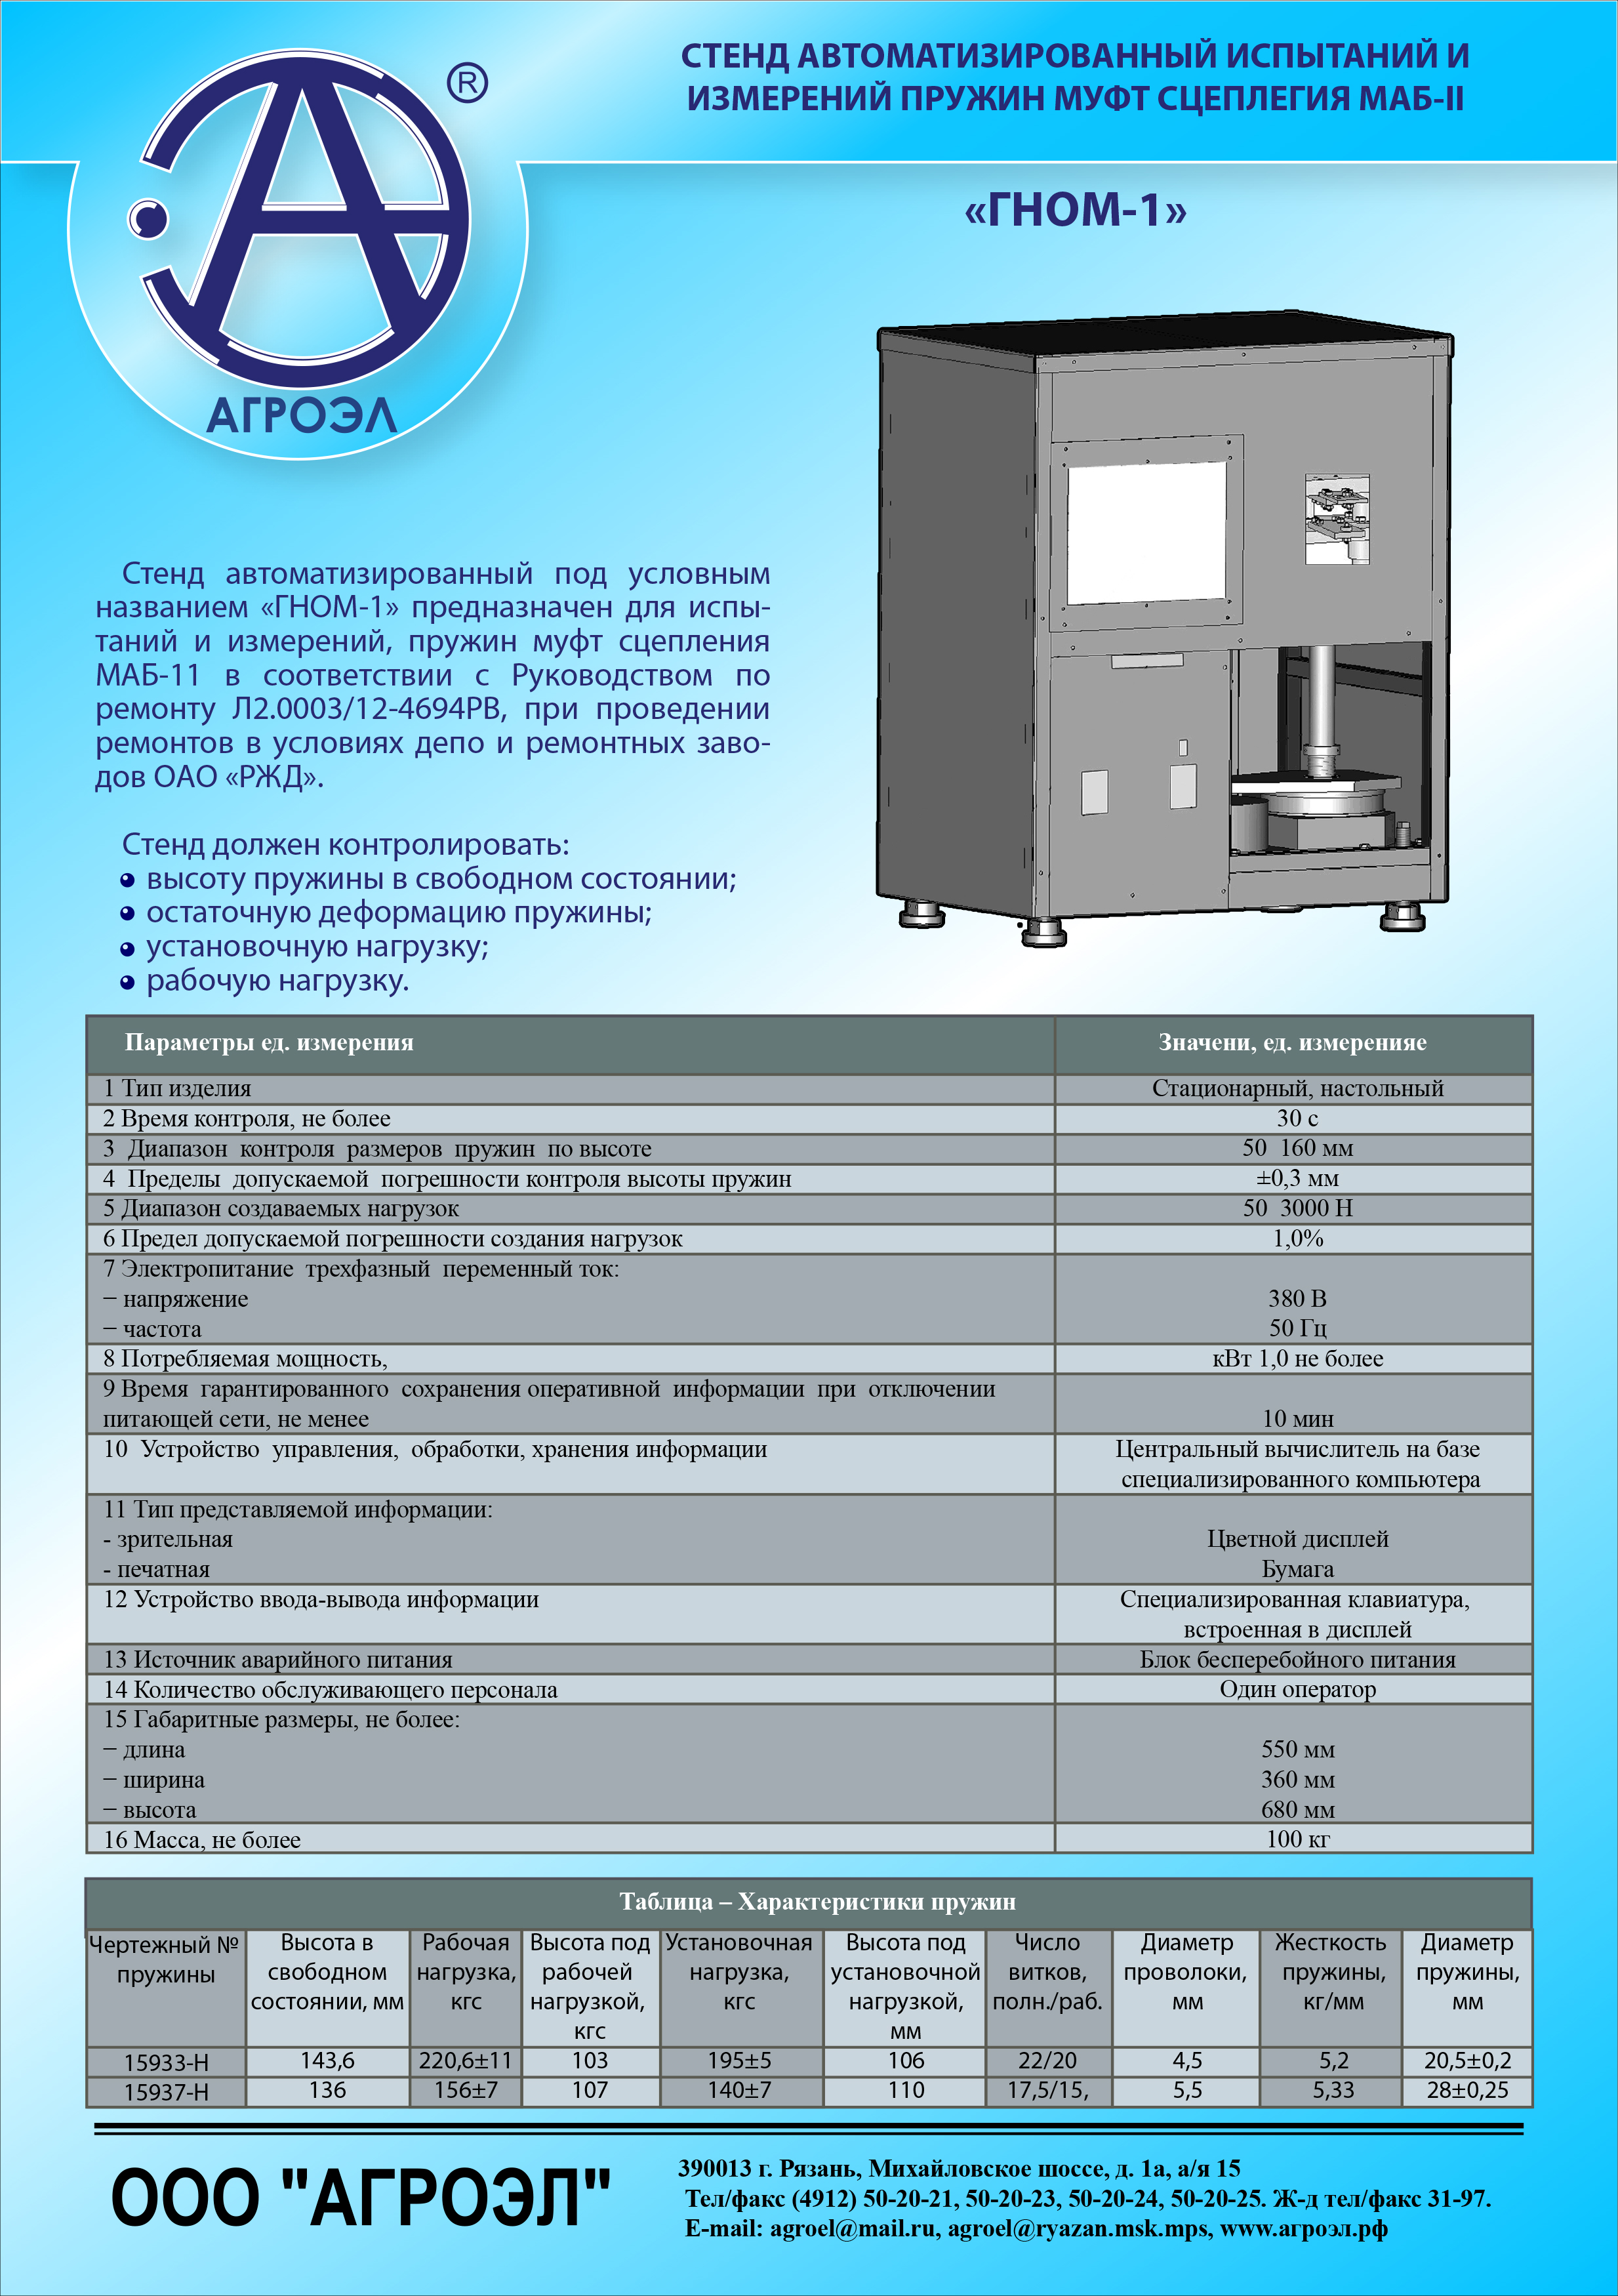 СТЕНД АВТОМАТИЗИРОВАННЫЙ ИСПЫТАНИЙ И
ИЗМЕРЕНИЙ ПРУЖИН МУФТ СЦЕПЛЕГИЯ МАБ-II
®
АГРОЭЛ
«ГНОМ-1»
Стенд автоматизированный под условным
названием «ГНОМ-1» предназначен для испы-
таний и измерений, пружин муфт сцепления
МАБ-11 в соответствии с Руководством по
ремонту Л2.0003/12-4694РВ, при проведении
ремонтов в условиях депо и ремонтных заво-
дов ОАО «РЖД».
Стенд должен контролировать:
высоту пружины в свободном состоянии;
остаточную деформацию пружины;
установочную нагрузку;
рабочую нагрузку.
Параметры ед. измерения Значени, ед. измеренияе
1 Тип изделия Стационарный, настольный
2 Время контроля, не более 30 с
3 Диапазон контроля размеров пружин по высоте 50 160 мм
4 Пределы допускаемой погрешности контроля высоты пружин ±0,3 мм
5 Диапазон создаваемых нагрузок 50 3000 Н
6 Предел допускаемой погрешности создания нагрузок 1,0%
7 Электропитание трехфазный переменный ток:
− напряжение 380 В
− частота 50 Гц
8 Потребляемая мощность, кВт 1,0 не более
9 Время гарантированного сохранения оперативной информации при отключении
питающей сети, не менее 10 мин
10 Устройство управления, обработки, хранения информации Центральный вычислитель на базе
специализированного компьютера
11 Тип представляемой информации:
- зрительная Цветной дисплей
- печатная Бумага
12 Устройство ввода-вывода информации Специализированная клавиатура,
встроенная в дисплей
13 Источник аварийного питания Блок бесперебойного питания
14 Количество обслуживающего персонала Один оператор
15 Габаритные размеры, не более:
− длина 550 мм
− ширина 360 мм
− высота 680 мм
16 Масса, не более 100 кг
Таблица – Характеристики пружин
Чертежный № Высота в Рабочая Высота под Установочная Высота под Число Диаметр Жесткость Диаметр
пружины свободном нагрузка, рабочей нагрузка, установочной витков, проволоки, пружины, пружины,
состоянии, мм кгс нагрузкой, кгс нагрузкой, полн./раб. мм кг/мм мм
кгс мм
15933-Н 143,6 220,6±11 103 195±5 106 22/20 4,5 5,2 20,5±0,2
15937-Н 136 156±7 107 140±7 110 17,5/15, 5,5 5,33 28±0,25
ООО "АГРОЭЛ"
390013 г. Рязань, Михайловское шоссе, д. 1а, а/я 15
Тел/факс (4912) 50-20-21, 50-20-23, 50-20-24, 50-20-25. Ж-д тел/факс 31-97.
E-mail: agroel@mail.ru, agroel@ryazan.msk.mps, www.агроэл.рф